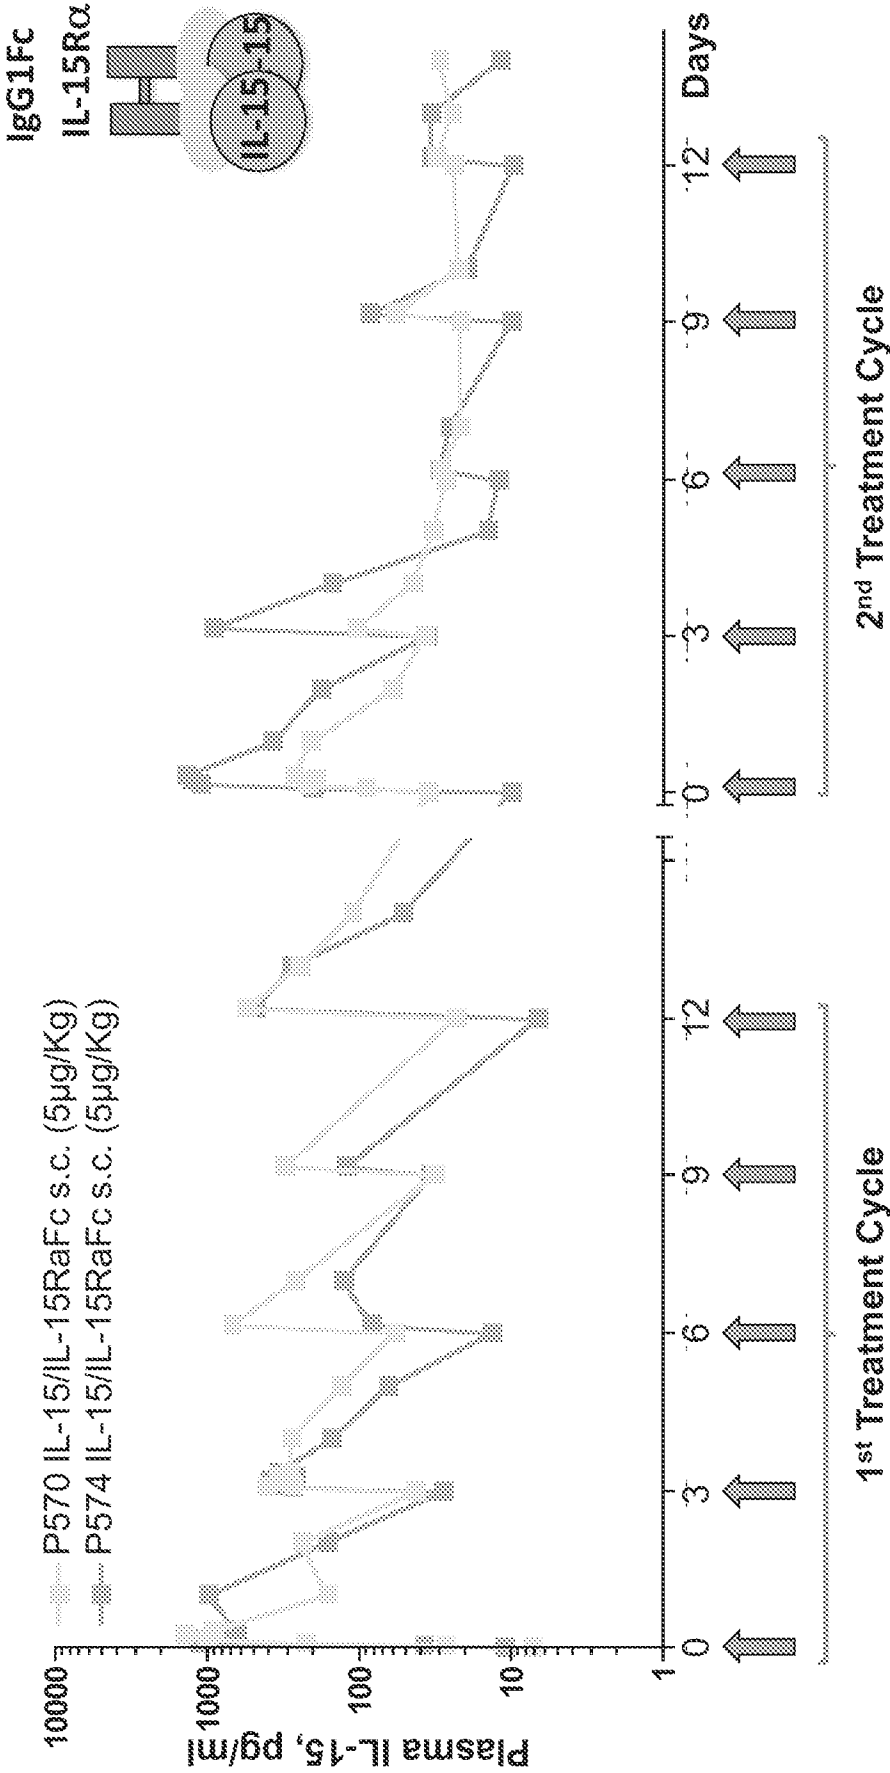 P570 IL-15/IL-15RaFc s.c. (5µg/Kg)
P574 IL-15/IL-15RaFc s.c. (5µg/Kg)
IgG1Fc
IL-15Rα
IL-15
-15
Plasma IL-15, pg/ml
10000
1000
100
10
1
0 3 6 9 12 0 3 6 9 12 Days
1st Treatment Cycle
2nd Treatment Cycle